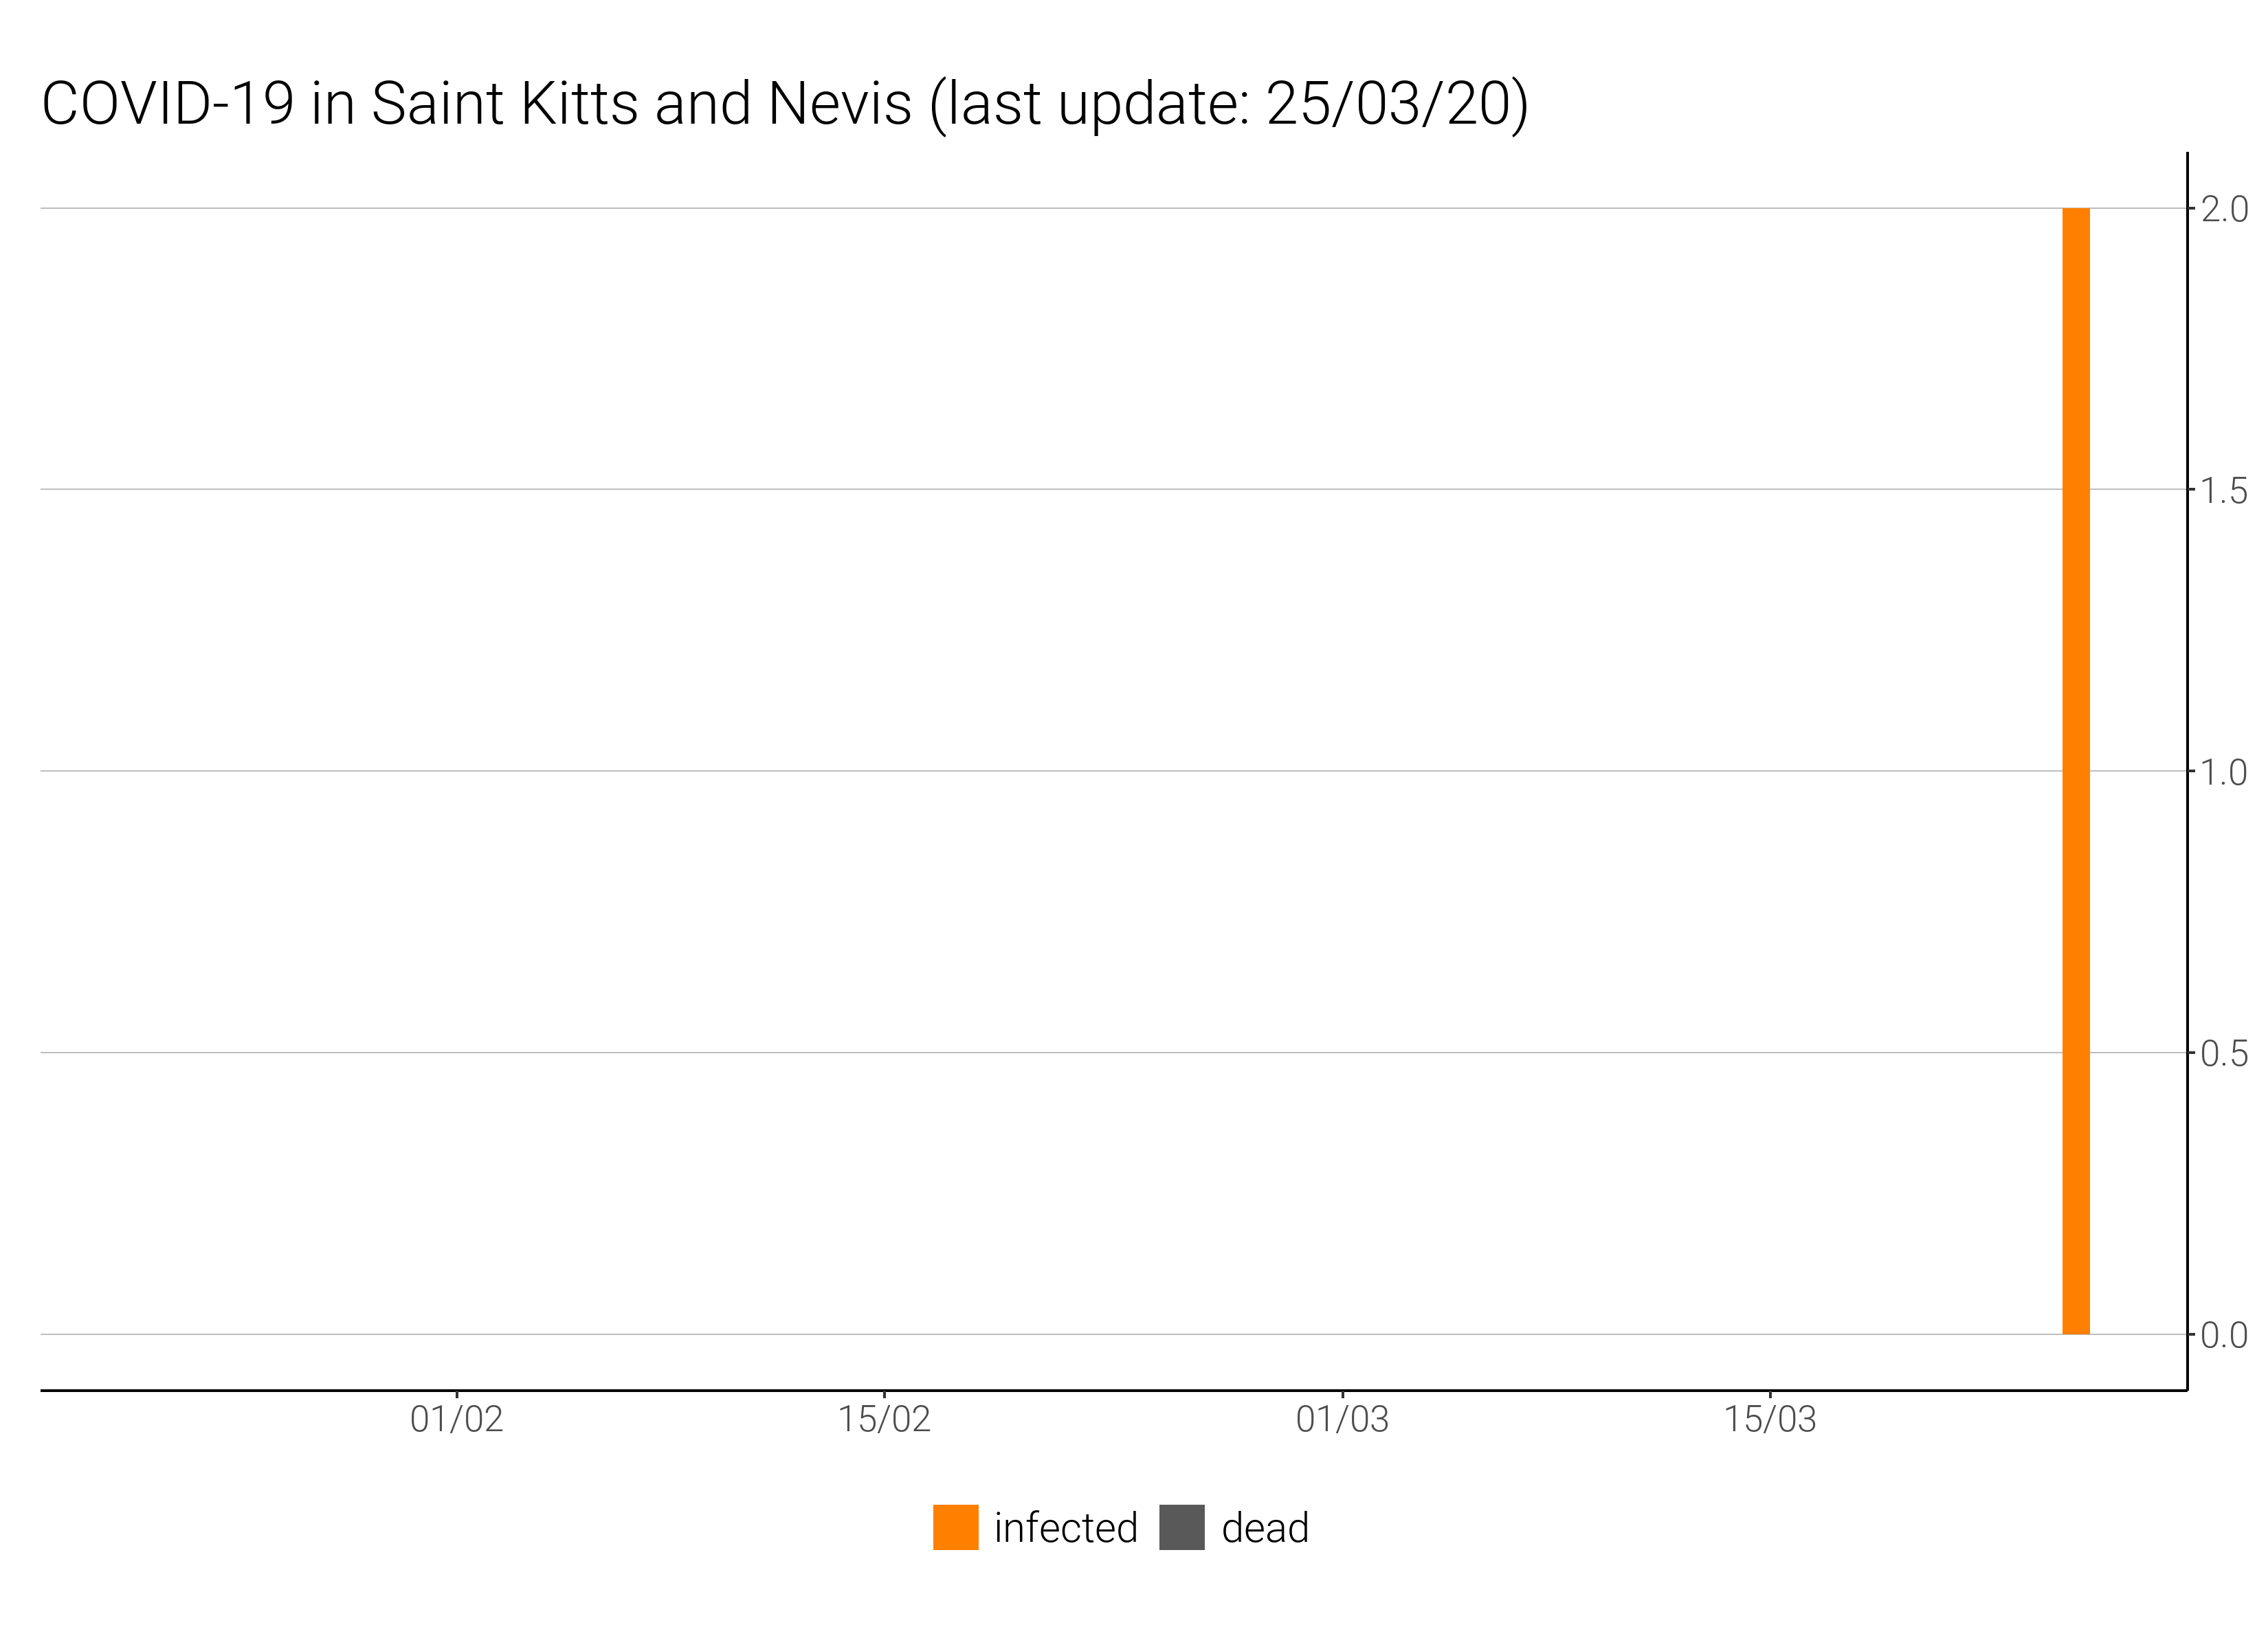 COVID-19 in Saint Kitts and Nevis (last update: 25/03/20)
2.0
1.5
1.0
0.5
0.0
01/02 15/02 01/03 15/03
infected dead